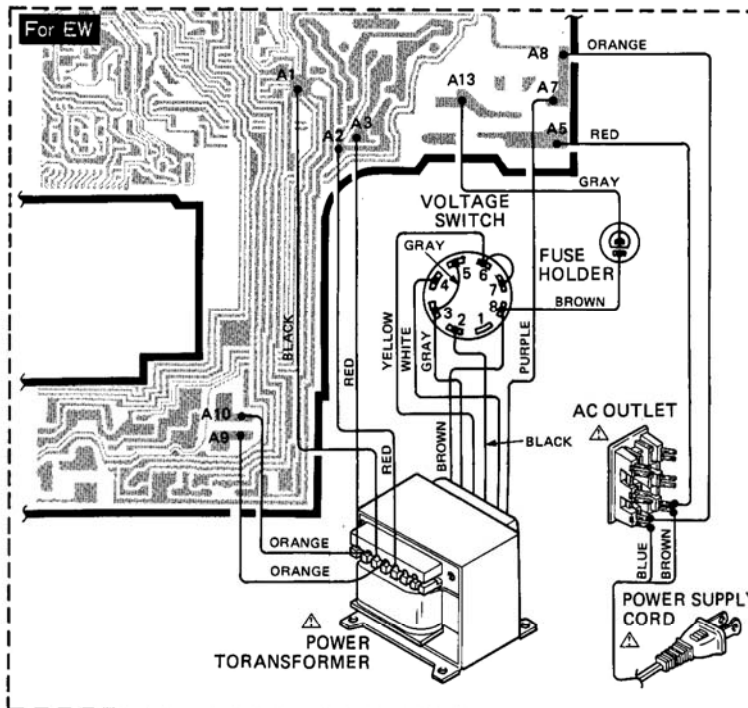 For EW
A1
A2
A3
A13
A8
A7
A5
ORANGE
RED
GRAY
VOLTAGE
SWITCH
GRAY
FUSE
HOLDER
BROWN
1
2
3
4
5
6
7
8
BLACK
RED
YELLOW
WHITE
GRAY
PURPLE
BROWN
RED
BLACK
A10
A9
ORANGE
ORANGE
POWER
TORANSFORMER
AC OUTLET
BLUE
BROWN
POWER SUPPLY
CORD